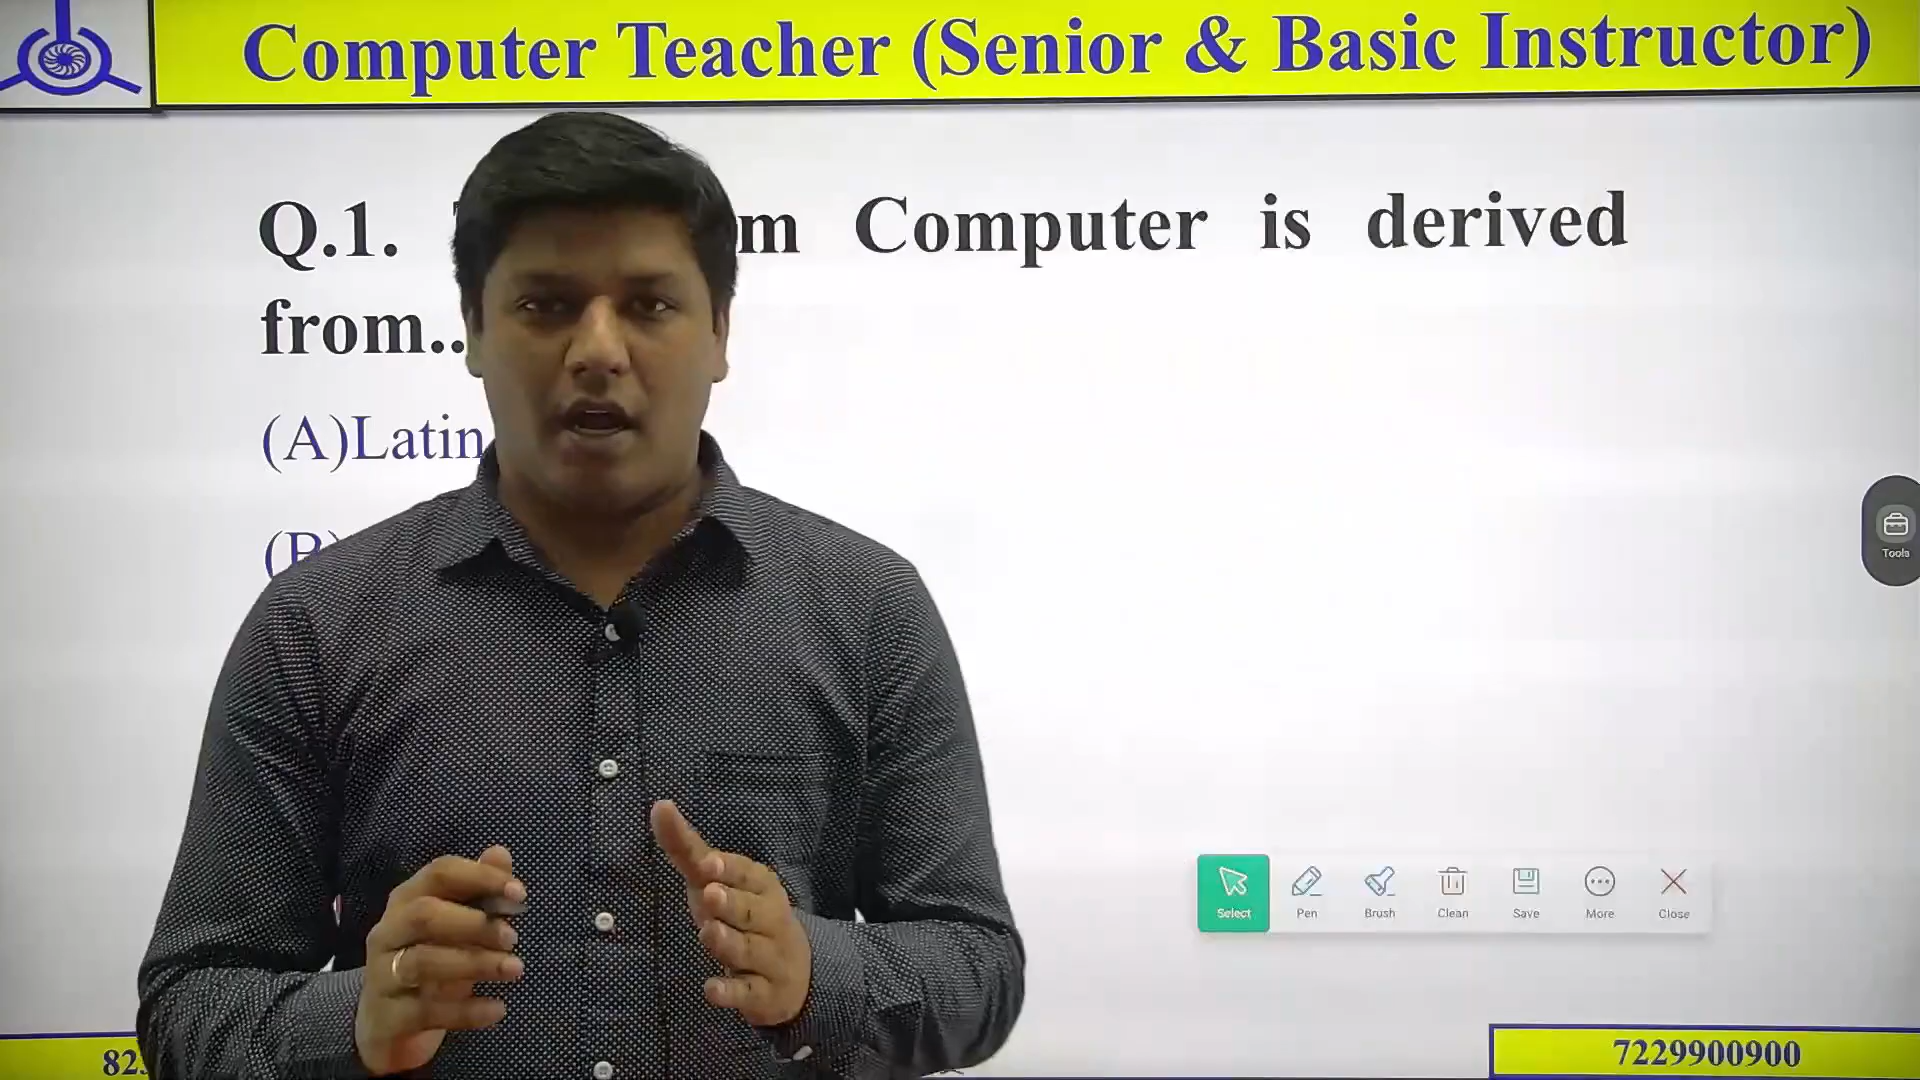 Computer Teacher (Senior & Basic Instructor)
Q.1. Computer is derived
from..
(A)Latin
Tools
Select Pen Brush Clean Save More Close
7229900900